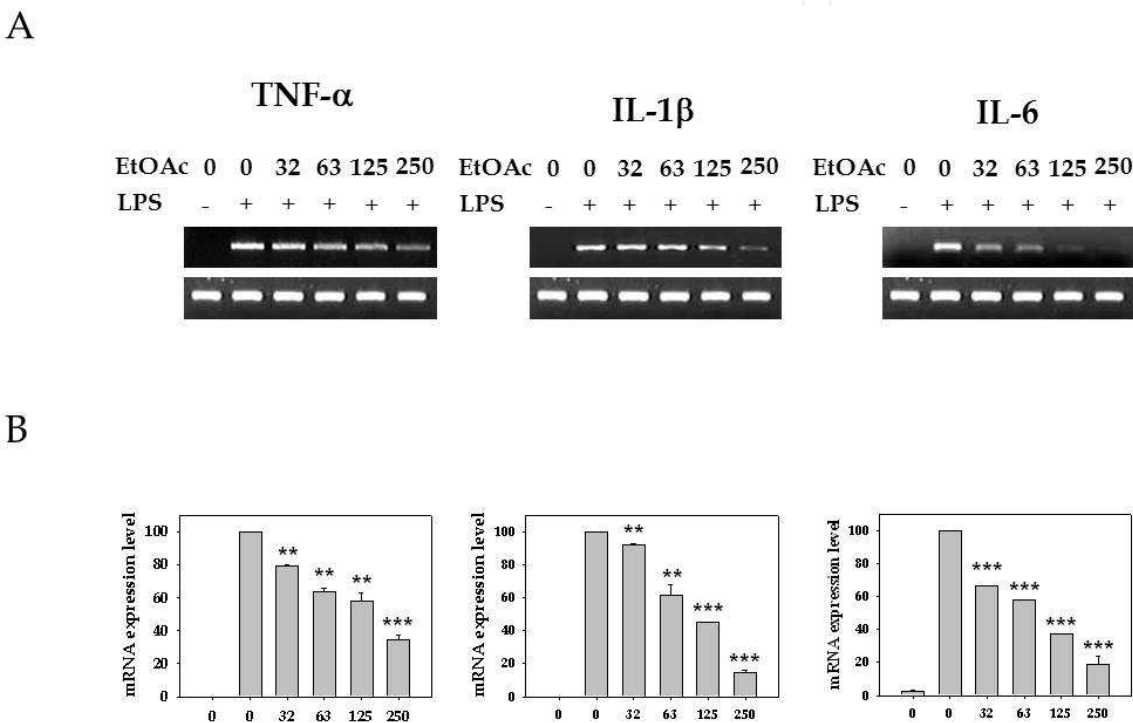 A
TNF-α
EtOAc 0 0 32 63 125 250
LPS - + + + + +
IL-1β
EtOAc 0 0 32 63 125 250
LPS - + + + + +
IL-6
EtOAc 0 0 32 63 125 250
LPS - + + + + +
B
mRNA expression level
100
80
60
40
20
0
** ** ** ***
0 0 32 63 125 250
mRNA expression level
100
80
60
40
20
0
** ** *** ***
0 0 32 63 125 250
mRNA expression level
100
80
60
40
20
0
*** *** *** ***
0 0 32 63 125 250